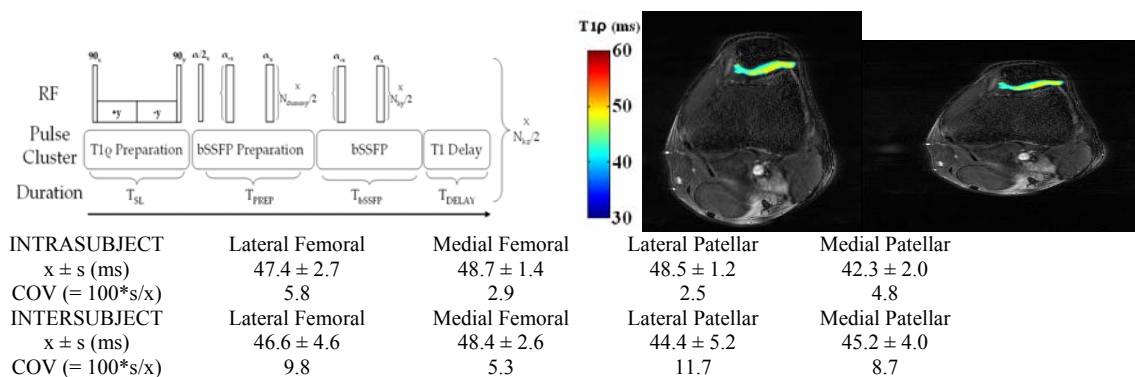 T1ρ (ms)
60
50
40
30
90x 90y α/2x α-x αx α-x αx
RF
+y -y
x
Ndummy/2
x
Nky/2
x
Nkz/2
Pulse
Cluster
T1ρ Preparation bSSFP Preparation bSSFP T1 Delay
Duration
TSL TPREP TbSSFP TDELAY
INTRASUBJECT Lateral Femoral Medial Femoral Lateral Patellar Medial Patellar
x ± s (ms) 47.4 ± 2.7 48.7 ± 1.4 48.5 ± 1.2 42.3 ± 2.0
COV (= 100*s/x) 5.8 2.9 2.5 4.8
INTERSUBJECT Lateral Femoral Medial Femoral Lateral Patellar Medial Patellar
x ± s (ms) 46.6 ± 4.6 48.4 ± 2.6 44.4 ± 5.2 45.2 ± 4.0
COV (= 100*s/x) 9.8 5.3 11.7 8.7